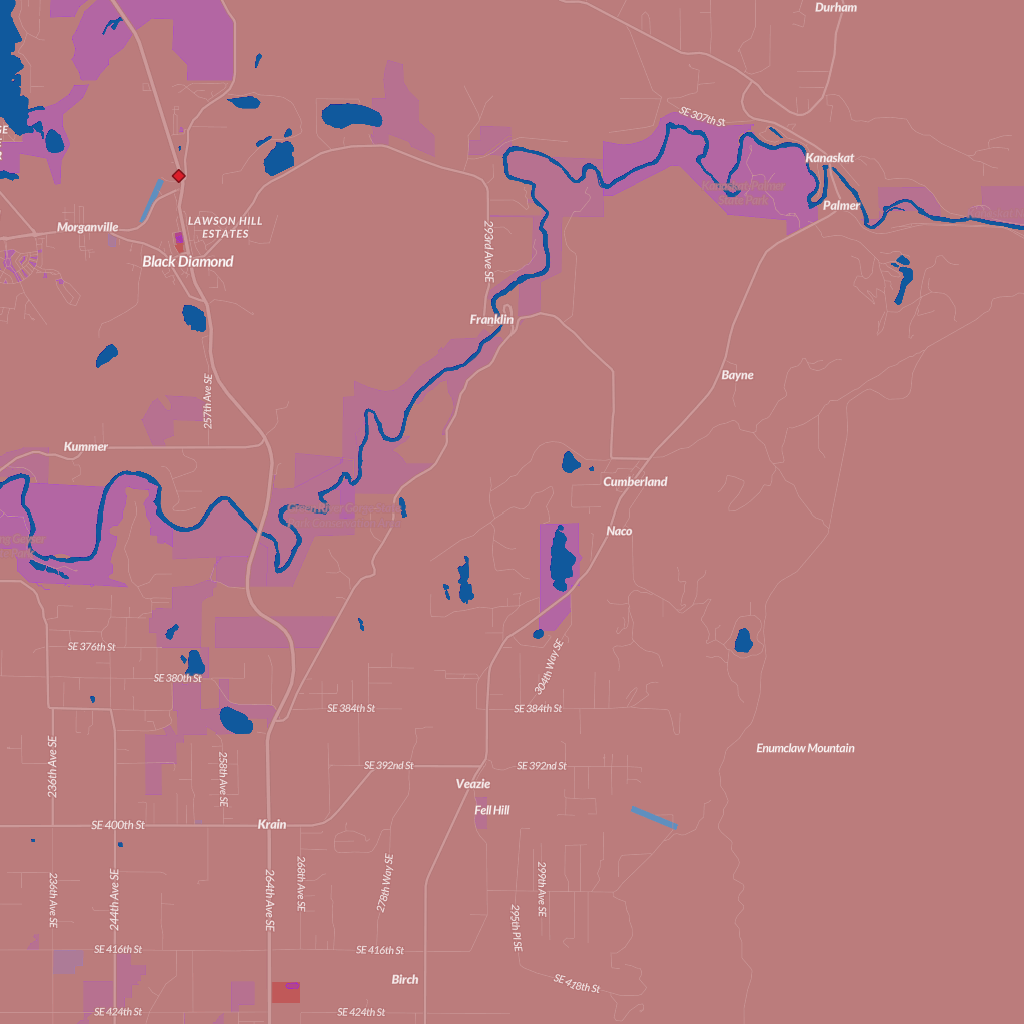 Durham
SE 307th St
Kanaskat
Kanaskat-Palmer
State Park
Palmer
Morganville
LAWSON HILL
ESTATES
Black Diamond
293rd Ave SE
Franklin
257th Ave SE
Bayne
Kummer
Cumberland
Naco
SE 376th St
SE 380th St
304th Way SE
SE 384th St
SE 384th St
236th Ave SE
258th Ave SE
SE 392nd St
SE 392nd St
Enumclaw Mountain
Veazie
Fell Hill
SE 400th St
Krain
236th Ave SE
244th Ave SE
264th Ave SE
268th Ave SE
278th Way SE
299th Ave SE
295th Pl SE
SE 416th St
SE 416th St
Birch
SE 418th St
SE 424th St
SE 424th St